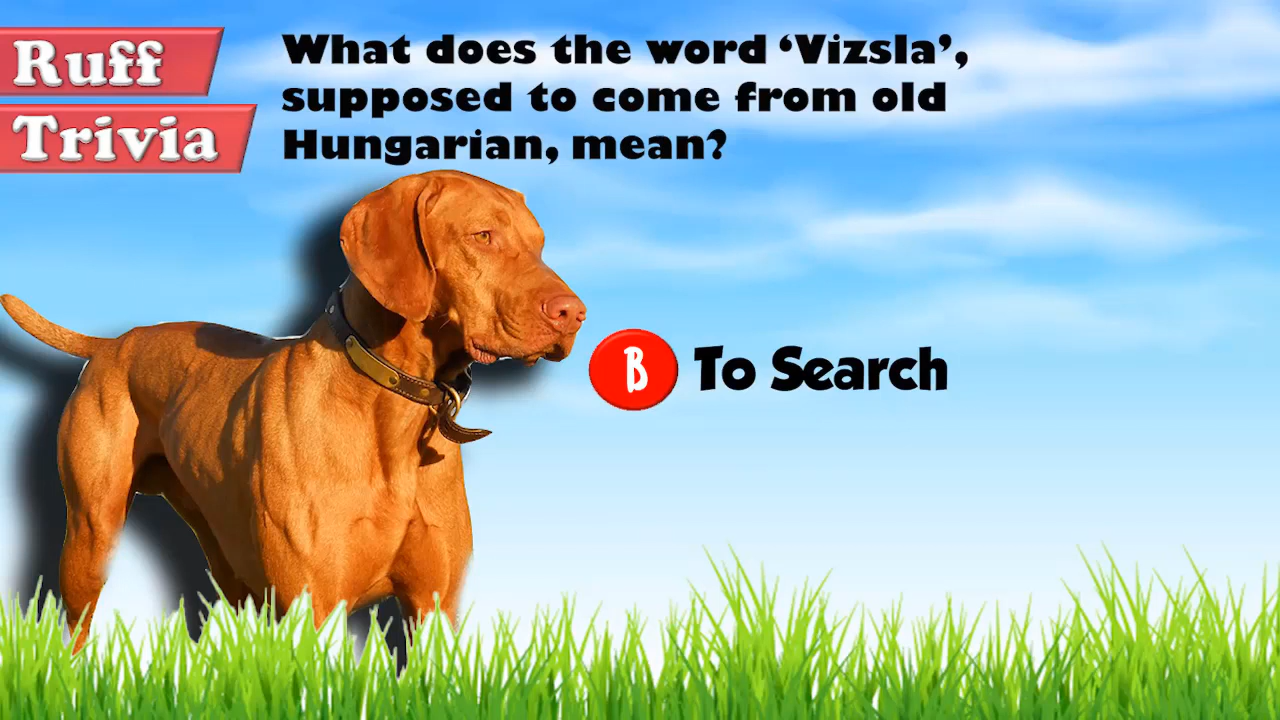 Ruff
Trivia
What does the word ‘Vizsla’,
supposed to come from old
Hungarian, mean?
B To Search